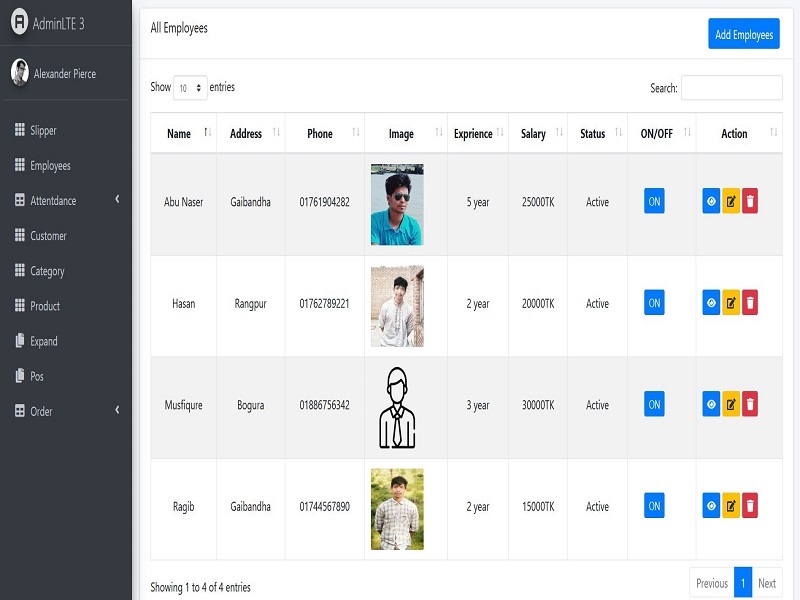 AdminLTE 3
Alexander Pierce
Slipper
Employees
Attentdance
Customer
Category
Product
Expand
Pos
Order
All Employees
Add Employees
Show 10 entries
Search:
Name Address Phone Image Exprience Salary Status ON/OFF Action
Abu Naser Gaibandha 01761904282 5 year 25000TK Active ON
Hasan Rangpur 01762789221 2 year 20000TK Active ON
Musfiqure Bogura 01886756342 3 year 30000TK Active ON
Ragib Gaibandha 01744567890 2 year 15000TK Active ON
Showing 1 to 4 of 4 entries
Previous 1 Next